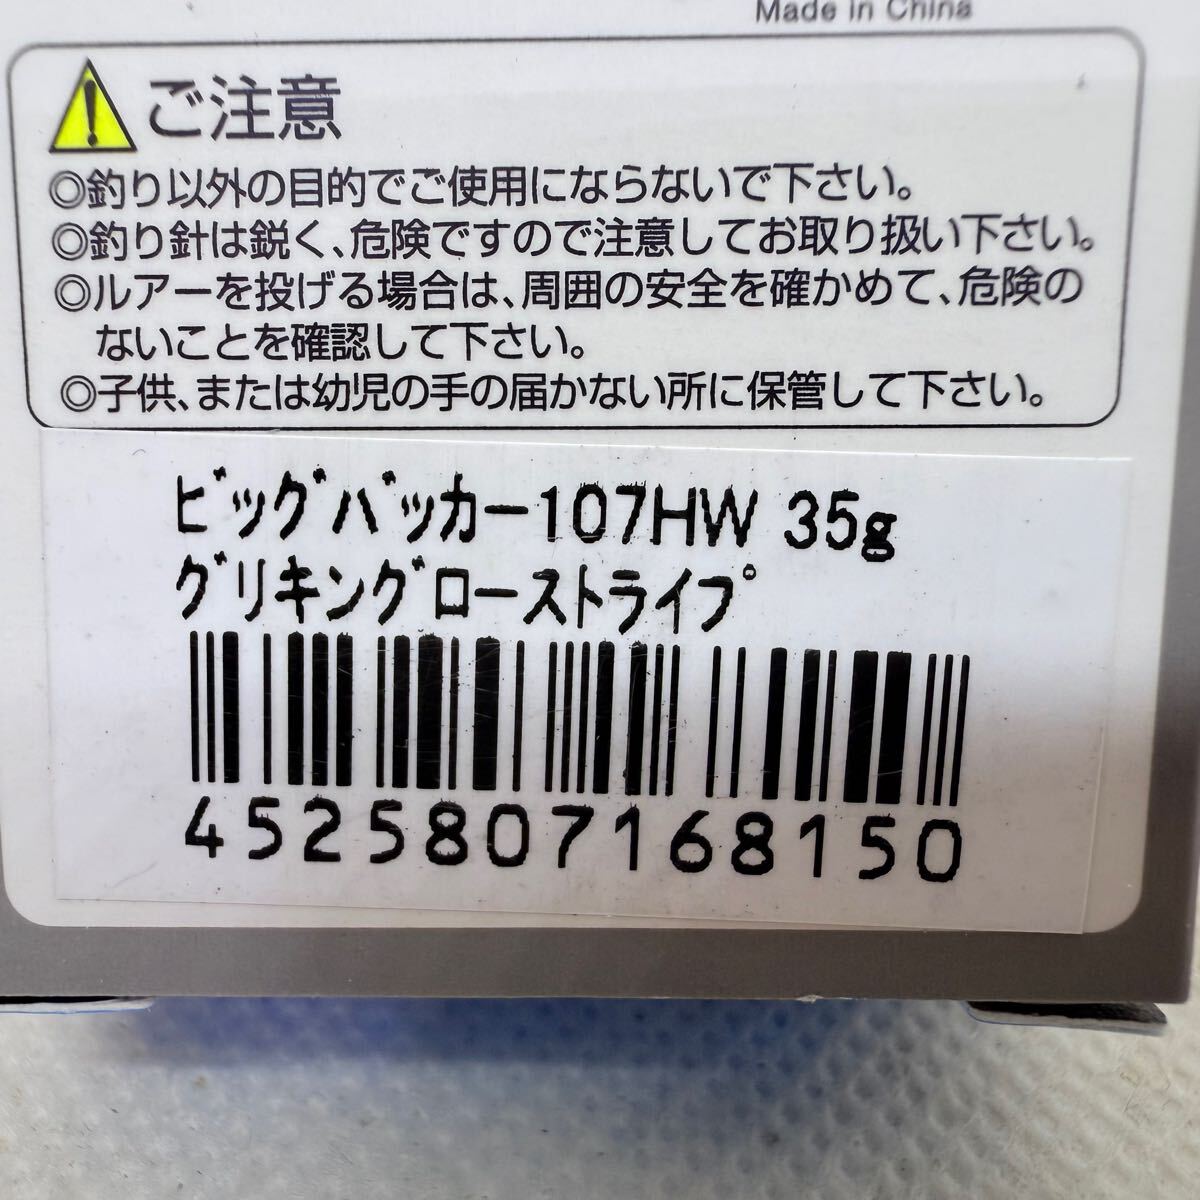 Made in China
ご注意
◎釣り以外の目的でご使用にならないで下さい。
◎釣り針は鋭く、危険ですので注意してお取り扱い下さい。
◎ルアーを投げる場合は、周囲の安全を確かめて、危険の
ないことを確認して下さい。
◎子供、または幼児の手の届かない所に保管して下さい。
ビッグバッカー107HW 35g
グリキングローストライプ
4525807168150